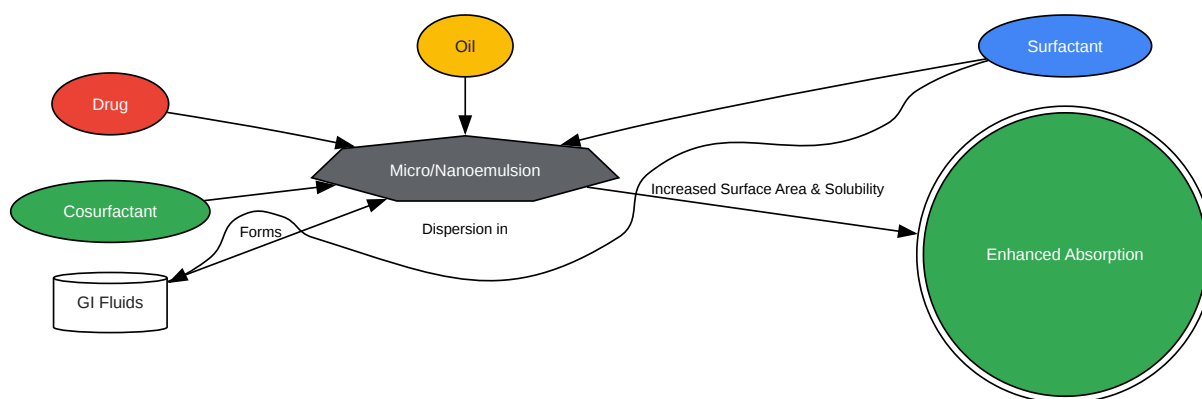 Oil
Surfactant
Drug
Micro/Nanoemulsion
Increased Surface Area & Solubility
Cosurfactant
Forms
Dispersion in
Enhanced Absorption
GI Fluids